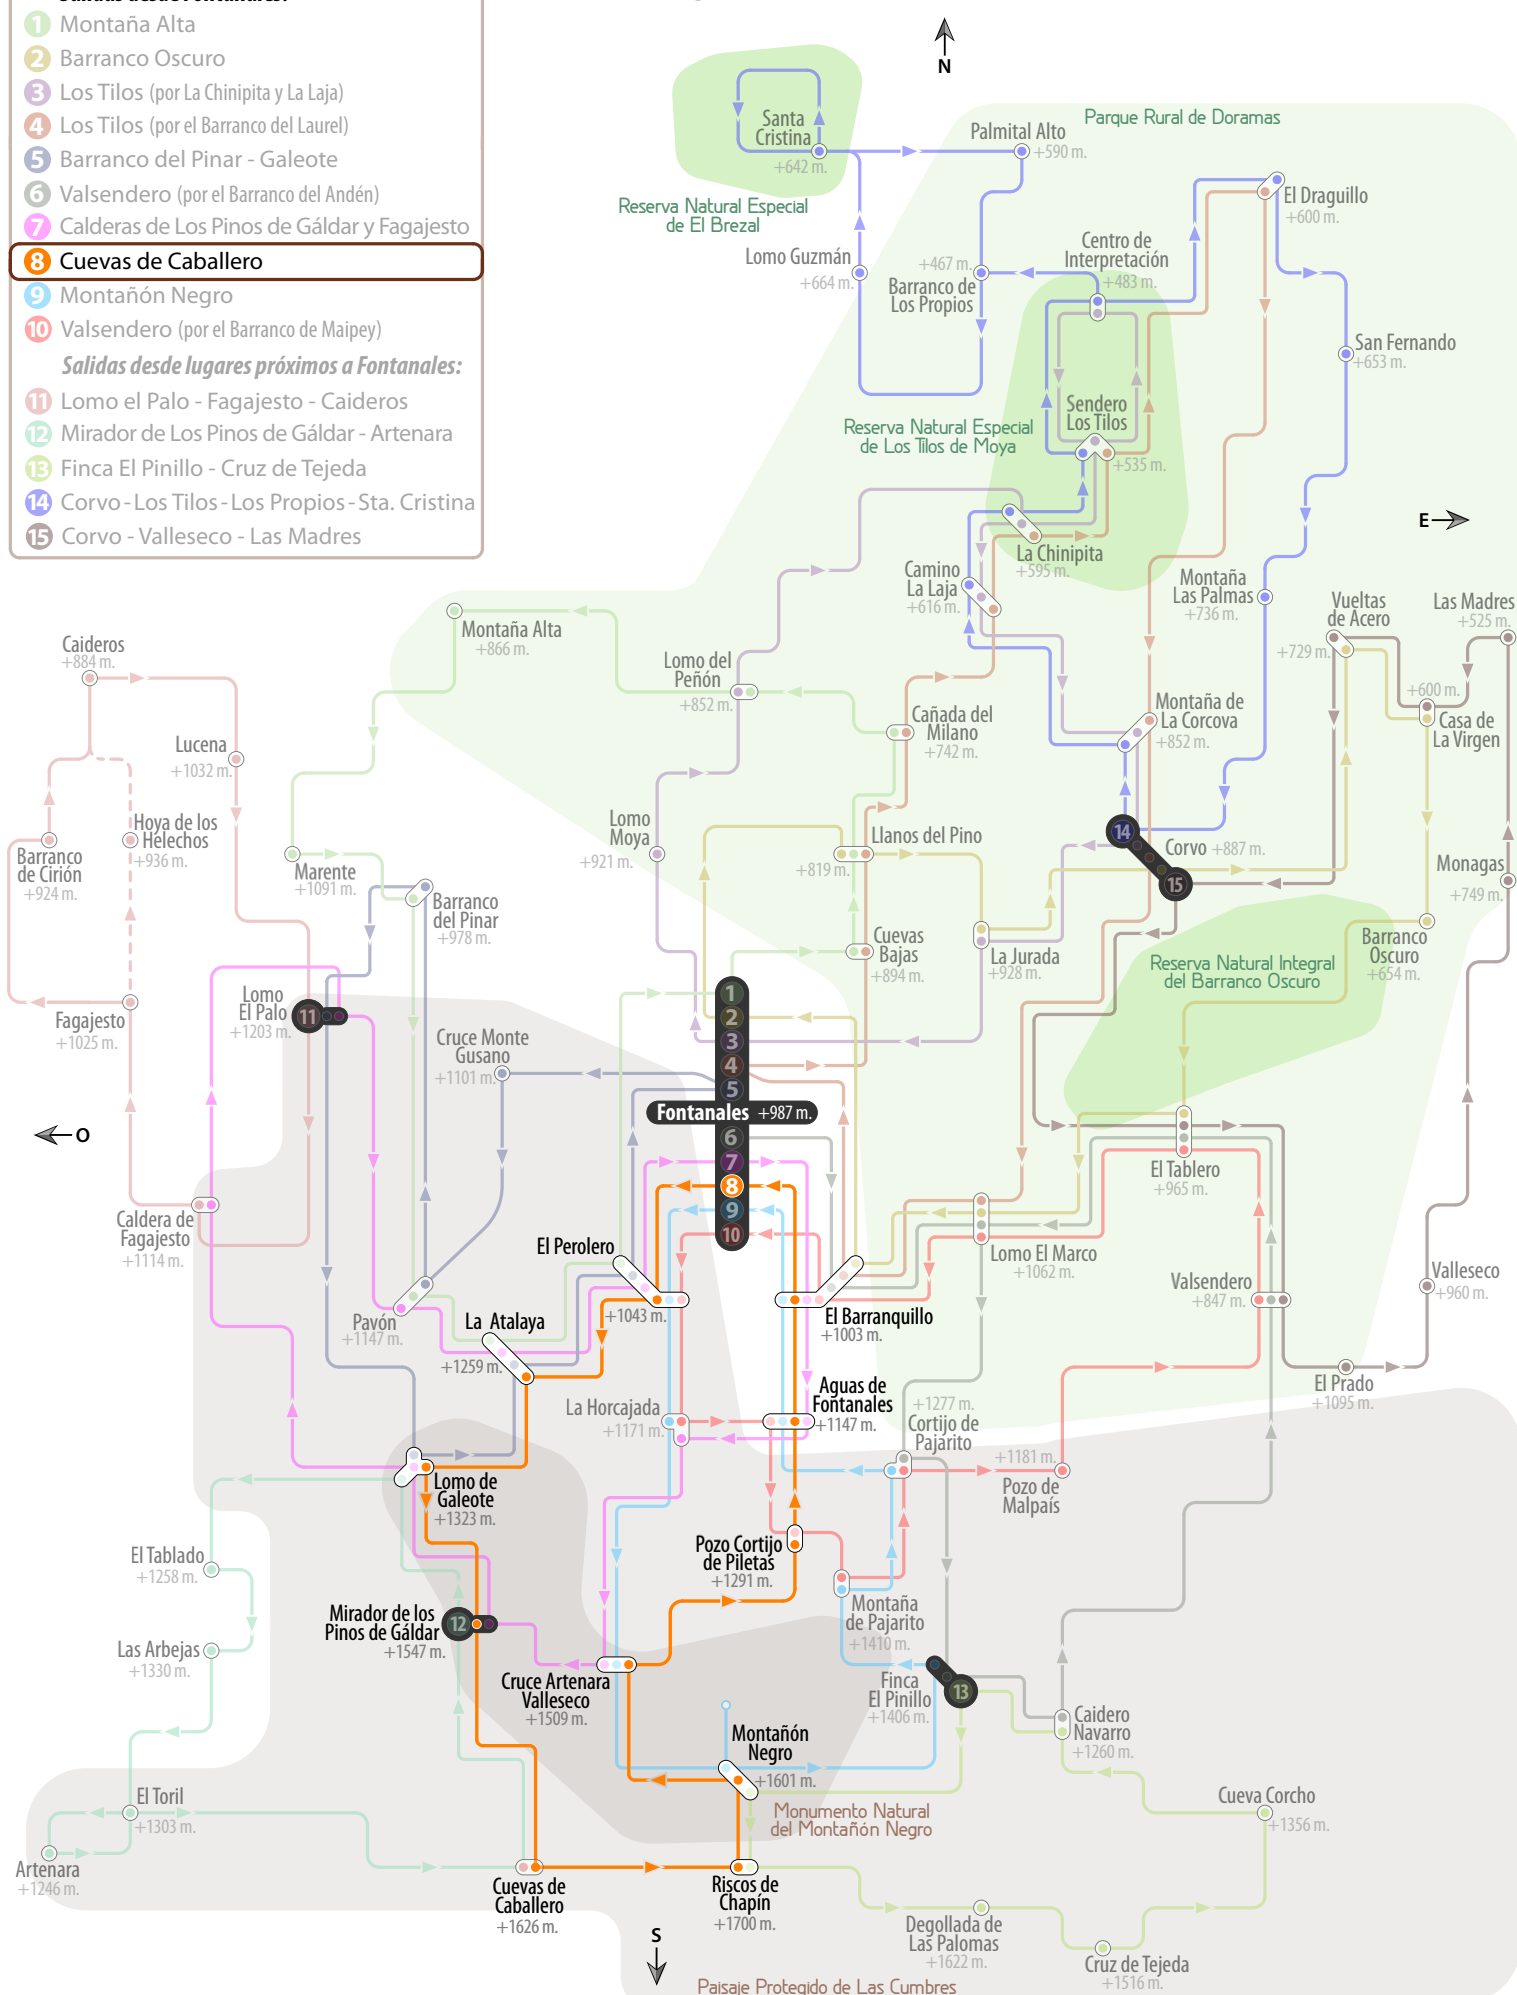 1 Montaña Alta
2 Barranco Oscuro
3 Los Tilos (por La Chinipita y La Laja)
4 Los Tilos (por el Barranco del Laurel)
5 Barranco del Pinar - Galeote
6 Valsendero (por el Barranco del Andén)
7 Calderas de Los Pinos de Gáldar y Fagajesto
8 Cuevas de Caballero
9 Montañón Negro
10 Valsendero (por el Barranco de Maipey)
Salidas desde lugares próximos a Fontanales:
11 Lomo el Palo - Fagajesto - Caideros
12 Mirador de Los Pinos de Gáldar - Artenara
13 Finca El Pinillo - Cruz de Tejeda
14 Corvo - Los Tilos - Los Propios - Sta. Cristina
15 Corvo - Valleseco - Las Madres
N
Santa
Cristina
+642 m.
Reserva Natural Especial
de El Brezal
Parque Rural de Doramas
Palmital Alto
+590 m.
El Draguillo
+600 m.
Lomo Guzmán
+664 m.
+467 m.
Barranco de
Los Propios
Centro de
Interpretación
+483 m.
San Fernando
+653 m.
Reserva Natural Especial
de Los Tilos de Moya
Sendero
Los Tilos
+535 m.
E
La Chinipita
+595 m.
Camino
La Laja
+616 m.
Montaña
Las Palmas
+736 m.
Vueltas
de Acero
+729 m.
Las Madres
+525 m.
Montaña Alta
+866 m.
Caideros
+884 m.
Lomo del
Peñón
+852 m.
Cañada del
Milano
+742 m.
Montaña de
La Corcova
+852 m.
+600 m.
Casa de
La Virgen
Lucena
+1032 m.
Hoya de los
Helechos
+936 m.
Barranco
de Cirión
+924 m.
Lomo
Moya
+921 m.
Llanos del Pino
+819 m.
14
Corvo +887 m.
15
Monagas
+749 m.
Marente
+1091 m.
Barranco
del Pinar
+978 m.
Cuevas
Bajas
+894 m.
La Jurada
+928 m.
Barranco
Oscuro
+654 m.
Reserva Natural Integral
del Barranco Oscuro
Lomo
El Palo
+1203 m.
11
Fagajesto
+1025 m.
Cruce Monte
Gusano
+1101 m.
1
2
3
4
5
Fontanales +987 m.
6
7
8
9
10
O
El Tablero
+965 m.
Caldera de
Fagajesto
+1114 m.
El Perolero
+1043 m.
Lomo El Marco
+1062 m.
Valsendero
+847 m.
Valleseco
+960 m.
Pavón
+1147 m.
La Atalaya
+1259 m.
El Barranquillo
+1003 m.
La Horcajada
+1171 m.
Aguas de
Fontanales
+1147 m.
+1277 m.
Cortijo de
Pajarito
El Prado
+1095 m.
Lomo de
Galeote
+1323 m.
+1181 m.
Pozo de
Malpaís
El Tablado
+1258 m.
Pozo Cortijo
de Piletas
+1291 m.
Mirador de los
Pinos de Gáldar
+1547 m.
12
Montaña
de Pajarito
+1410 m.
Las Arbejas
+1330 m.
Cruce Artenara
Valleseco
+1509 m.
Finca
El Pinillo
+1406 m.
13
Caidero
Navarro
+1260 m.
Montañón
Negro
+1601 m.
El Toril
+1303 m.
Monumento Natural
del Montañón Negro
Cueva Corcho
+1356 m.
Artenara
+1246 m.
Cuevas de
Caballero
+1626 m.
Riscos de
Chapín
+1700 m.
Degollada de
Las Palomas
+1622 m.
Cruz de Tejeda
+1516 m.
S
Paisaje Protegido de Las Cumbres